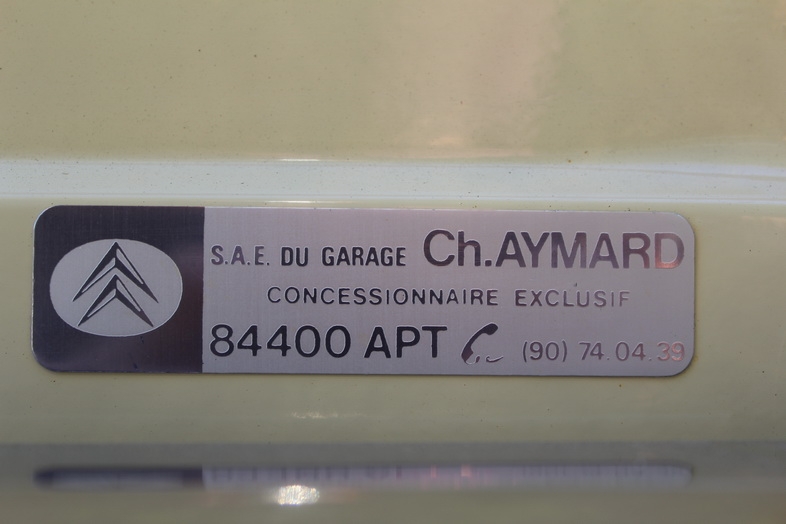 S.A.E. DU GARAGE Ch.AYMARD
CONCESSIONNAIRE EXCLUSIF
84400 APT (90) 74.04.39